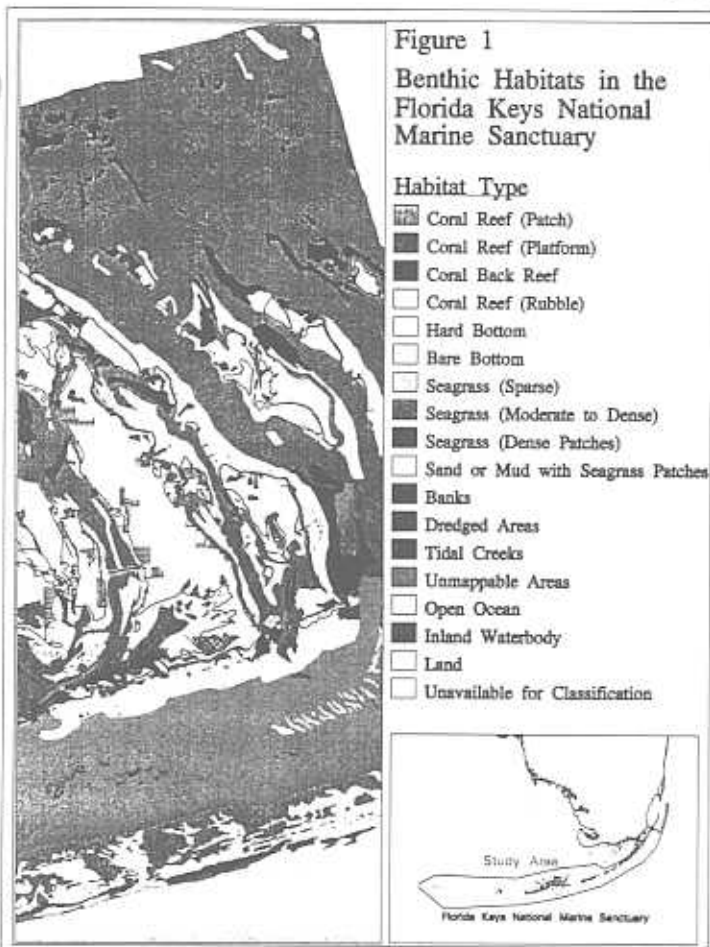 Figure 1
Benthic Habitats in the
Florida Keys National
Marine Sanctuary
Habitat Type
Coral Reef (Patch)
Coral Reef (Platform)
Coral Back Reef
Coral Reef (Rubble)
Hard Bottom
Bare Bottom
Seagrass (Sparse)
Seagrass (Moderate to Dense)
Seagrass (Dense Patches)
Sand or Mud with Seagrass Patches
Banks
Dredged Areas
Tidal Creeks
Unmappable Areas
Open Ocean
Inland Waterbody
Land
Unavailable for Classification
Study Area
Florida Keys National Marine Sanctuary